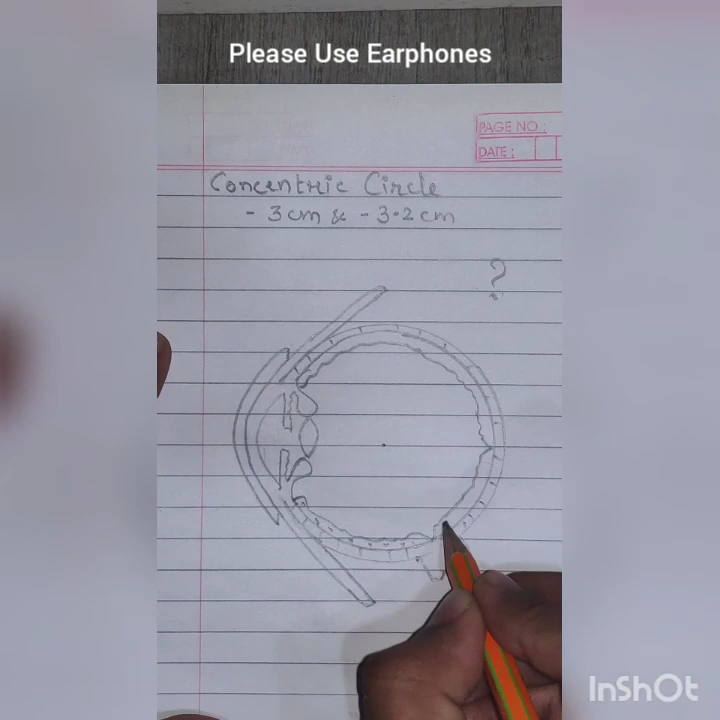 Please Use Earphones
PAGE NO :
DATE :
Concentric Circle
- 3 cm & - 3.2 cm
?
InShOt